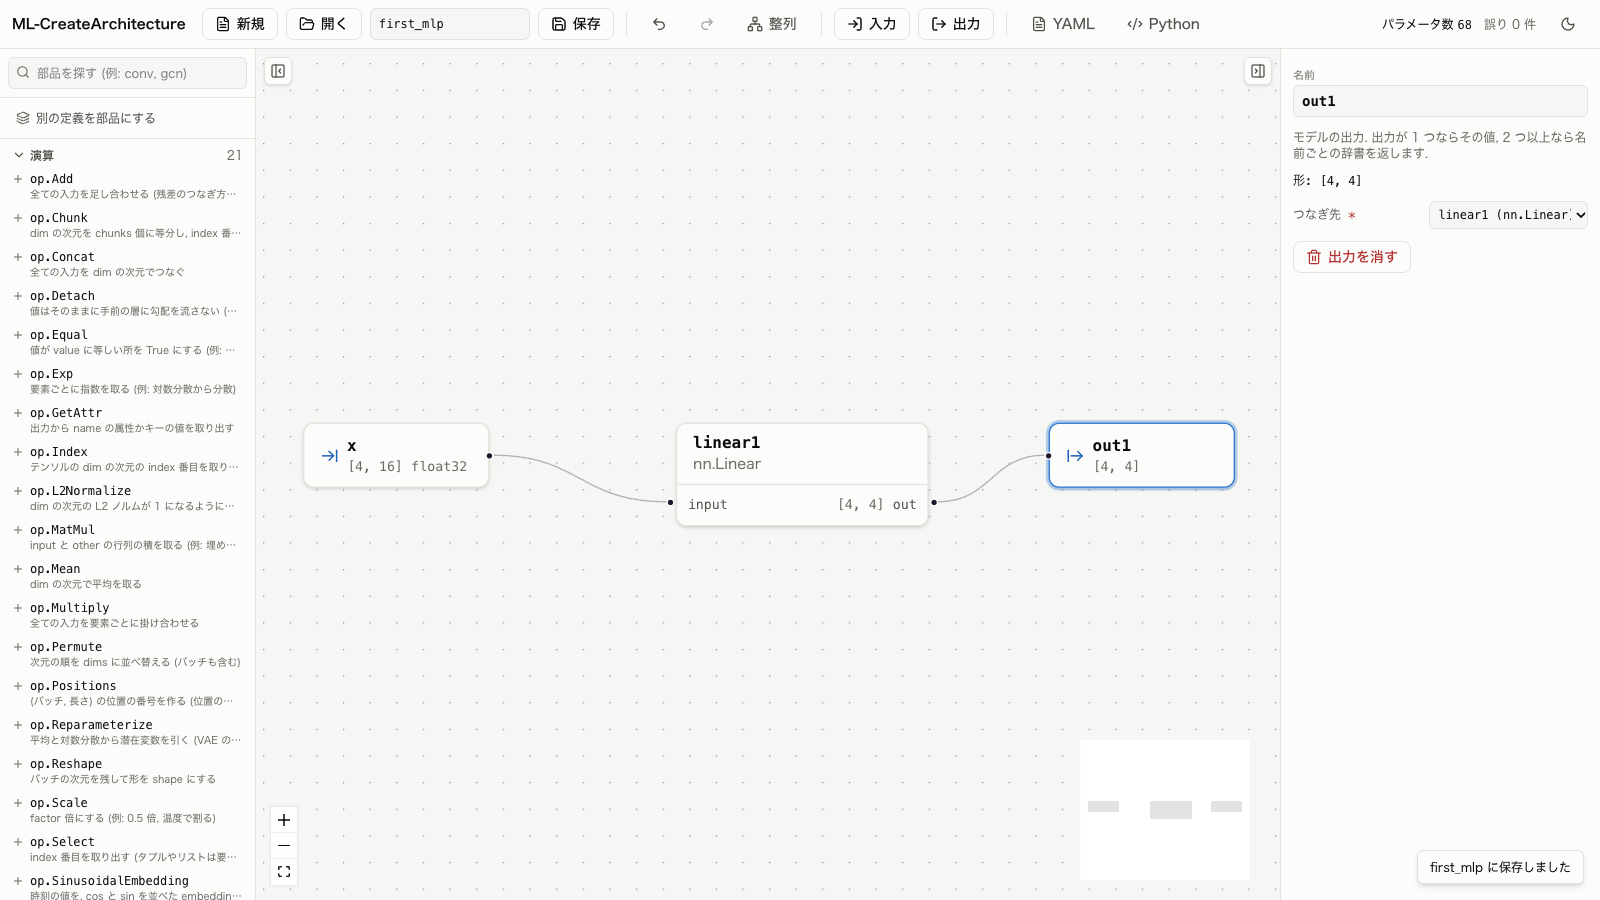 ML-CreateArchitecture
新規
開く
first_mlp
保存
整列
入力
出力
YAML
Python
パラメータ数 68
誤り 0 件
部品を探す (例: conv, gcn)
別の定義を部品にする
演算
21
op.Add
全ての入力を足し合わせる (残差のつなぎ方…
op.Chunk
dim の次元を chunks 個に等分し, index 番…
op.Concat
全ての入力を dim の次元でつなぐ
op.Detach
値はそのままに手前の層に勾配を流さない (…
op.Equal
値が value に等しい所を True にする (例: …
op.Exp
要素ごとに指数を取る (例: 対数分散から分散)
op.GetAttr
出力から name の属性かキーの値を取り出す
op.Index
テンソルの dim の次元の index 番目を取り…
op.L2Normalize
dim の次元の L2 ノルムが 1 になるように…
op.MatMul
input と other の行列の積を取る (例: 埋め…
op.Mean
dim の次元で平均を取る
op.Multiply
全ての入力を要素ごとに掛け合わせる
op.Permute
次元の順を dims に並べ替える (バッチも含む)
op.Positions
(バッチ, 長さ) の位置の番号を作る (位置の…
op.Reparameterize
平均と対数分散から潜在変数を引く (VAE の…
op.Reshape
バッチの次元を残して形を shape にする
op.Scale
factor 倍にする (例: 0.5 倍, 温度で割る)
op.Select
index 番目を取り出す (タプルやリストは要…
op.SinusoidalEmbedding
時刻の値を, cos と sin を並べた embeddin…
x
[4, 16] float32
linear1
nn.Linear
input
[4, 4] out
out1
[4, 4]
名前
out1
モデルの出力. 出力が 1 つならその値, 2 つ以上なら名
前ごとの辞書を返します.
形: [4, 4]
つなぎ先 *
linear1 (nn.Linear)
出力を消す
first_mlp に保存しました